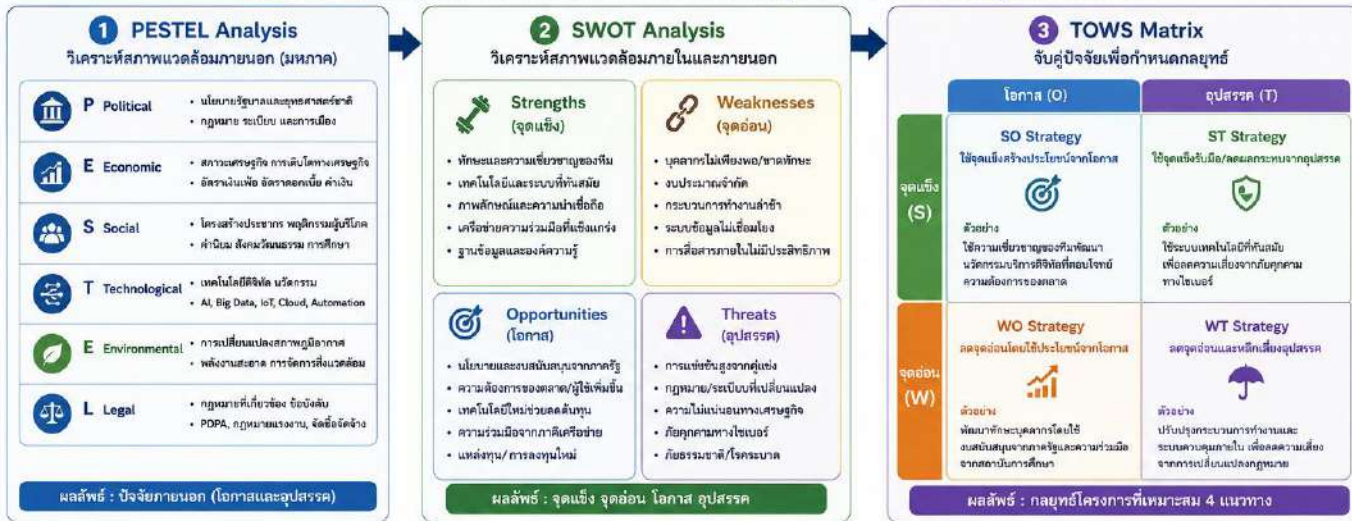 1 PESTEL Analysis
วิเคราะห์สภาพแวดล้อมภายนอก (มหภาค)
P Political
• นโยบายรัฐบาลและยุทธศาสตร์ชาติ
• กฎหมาย ระเบียบ และการเมือง
E Economic
• สภาวะเศรษฐกิจ การเติบโตทางเศรษฐกิจ
• อัตราเงินเฟ้อ อัตราดอกเบี้ย ค่าเงิน
S Social
• โครงสร้างประชากร พฤติกรรมผู้บริโภค
• ค่านิยม สังคมวัฒนธรรม การศึกษา
T Technological
• เทคโนโลยีดิจิทัล นวัตกรรม
• AI, Big Data, IoT, Cloud, Automation
E Environmental
• การเปลี่ยนแปลงสภาพภูมิอากาศ
• พลังงานสะอาด การจัดการสิ่งแวดล้อม
L Legal
• กฎหมายที่เกี่ยวข้อง ข้อบังคับ
• PDPA, กฎหมายแรงงาน, จัดซื้อจัดจ้าง
ผลลัพธ์ : ปัจจัยภายนอก (โอกาสและอุปสรรค)
2 SWOT Analysis
วิเคราะห์สภาพแวดล้อมภายในและภายนอก
Strengths
(จุดแข็ง)
• ทักษะและความเชี่ยวชาญของทีม
• เทคโนโลยีและระบบที่ทันสมัย
• ภาพลักษณ์และความน่าเชื่อถือ
• เครือข่ายความร่วมมือที่แข็งแกร่ง
• ฐานข้อมูลและองค์ความรู้
Weaknesses
(จุดอ่อน)
• บุคลากรไม่เพียงพอ/ขาดทักษะ
• งบประมาณจำกัด
• กระบวนการทำงานล่าช้า
• ระบบข้อมูลไม่เชื่อมโยง
• การสื่อสารภายในไม่มีประสิทธิภาพ
Opportunities
(โอกาส)
• นโยบายและงบสนับสนุนจากภาครัฐ
• ความต้องการของตลาด/ผู้ใช้เพิ่มขึ้น
• เทคโนโลยีใหม่ช่วยลดต้นทุน
• ความร่วมมือจากภาคีเครือข่าย
• แหล่งทุน/ การลงทุนใหม่
Threats
(อุปสรรค)
• การแข่งขันสูงจากคู่แข่ง
• กฎหมาย/ระเบียบที่เปลี่ยนแปลง
• ความไม่แน่นอนทางเศรษฐกิจ
• ภัยคุกคามทางไซเบอร์
• ภัยธรรมชาติ/โรคระบาด
ผลลัพธ์ : จุดแข็ง จุดอ่อน โอกาส อุปสรรค
3 TOWS Matrix
จับคู่ปัจจัยเพื่อกำหนดกลยุทธ์
โอกาส (O)
อุปสรรค (T)
จุดแข็ง
(S)
SO Strategy
ใช้จุดแข็งสร้างประโยชน์จากโอกาส
ตัวอย่าง
ใช้ความเชี่ยวชาญของทีมพัฒนา
นวัตกรรมบริการดิจิทัลที่ตอบโจทย์
ความต้องการของตลาด
ST Strategy
ใช้จุดแข็งรับมือ/ลดผลกระทบจากอุปสรรค
ตัวอย่าง
ใช้ระบบเทคโนโลยีที่ทันสมัย
เพื่อลดความเสี่ยงจากภัยคุกคาม
ทางไซเบอร์
จุดอ่อน
(W)
WO Strategy
ลดจุดอ่อนโดยใช้ประโยชน์จากโอกาส
ตัวอย่าง
พัฒนาทักษะบุคลากรโดยใช้
งบสนับสนุนจากภาครัฐและความร่วมมือ
จากสถาบันการศึกษา
WT Strategy
ลดจุดอ่อนและหลีกเลี่ยงอุปสรรค
ตัวอย่าง
ปรับปรุงกระบวนการทำงานและ
ระบบควบคุมภายใน เพื่อลดความเสี่ยง
จากการเปลี่ยนแปลงกฎหมาย
ผลลัพธ์ : กลยุทธ์โครงการที่เหมาะสม 4 แนวทาง